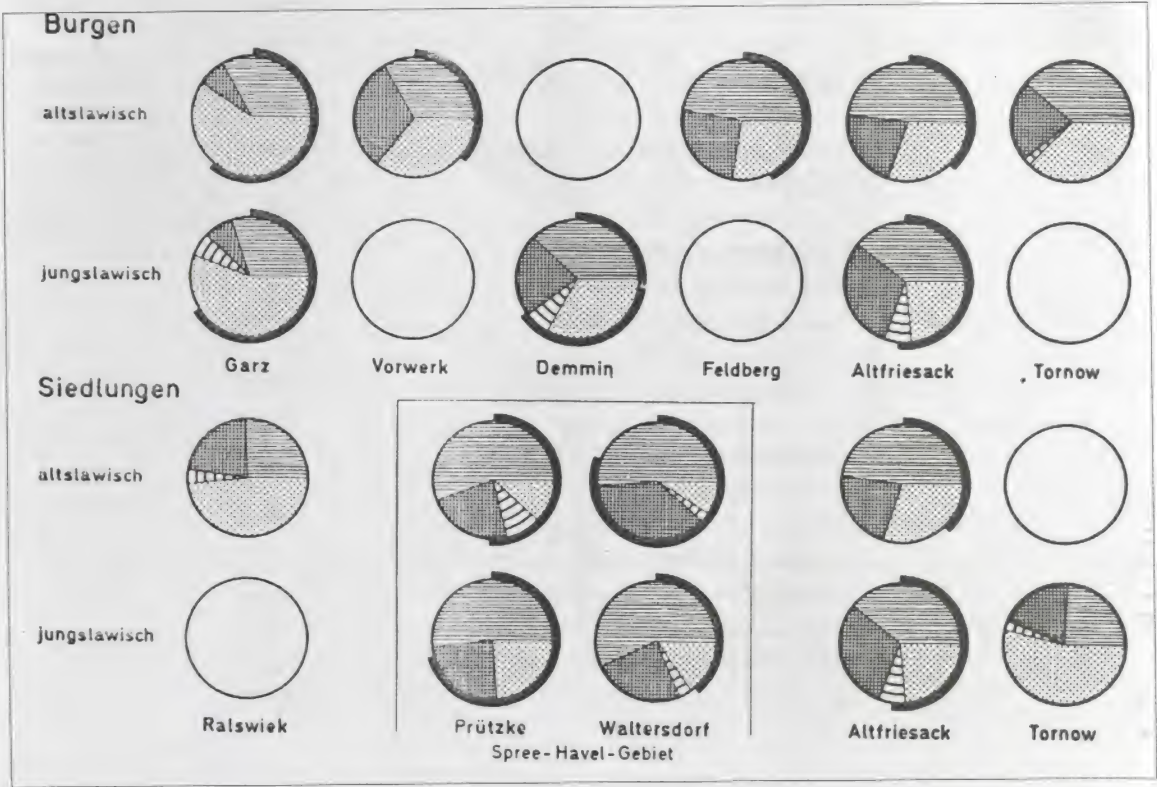 Burgen
altslawisch
jungslawisch
Garz Vorwerk Demmin Feldberg Altfriesack Tornow
Siedlungen
altslawisch
jungslawisch
Ralswiek Prützke Waltersdorf Altfriesack Tornow
Spree-Havel-Gebiet